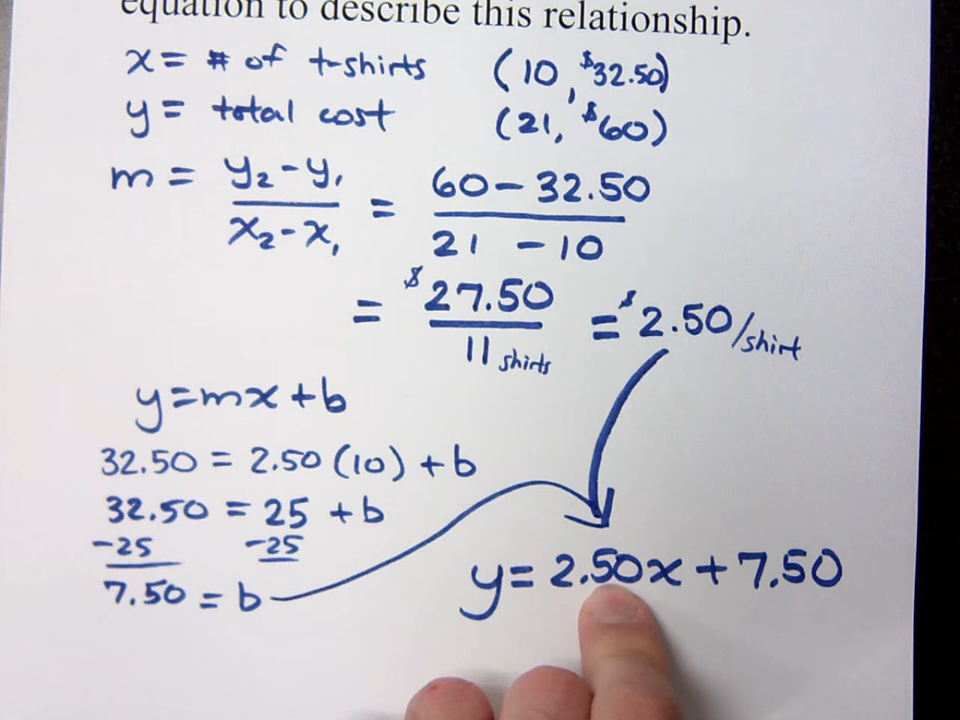 equation to describe this relationship.
x = # of t-shirts (10, $32.50)
y = total cost (21, $60)
m = y₂ - y₁ / x₂ - x₁ = 60 - 32.50 / 21 - 10
= $27.50 / 11 shirts = $2.50/shirt
y = mx + b
32.50 = 2.50 (10) + b
32.50 = 25 + b
-25 -25
7.50 = b
y = 2.50x + 7.50